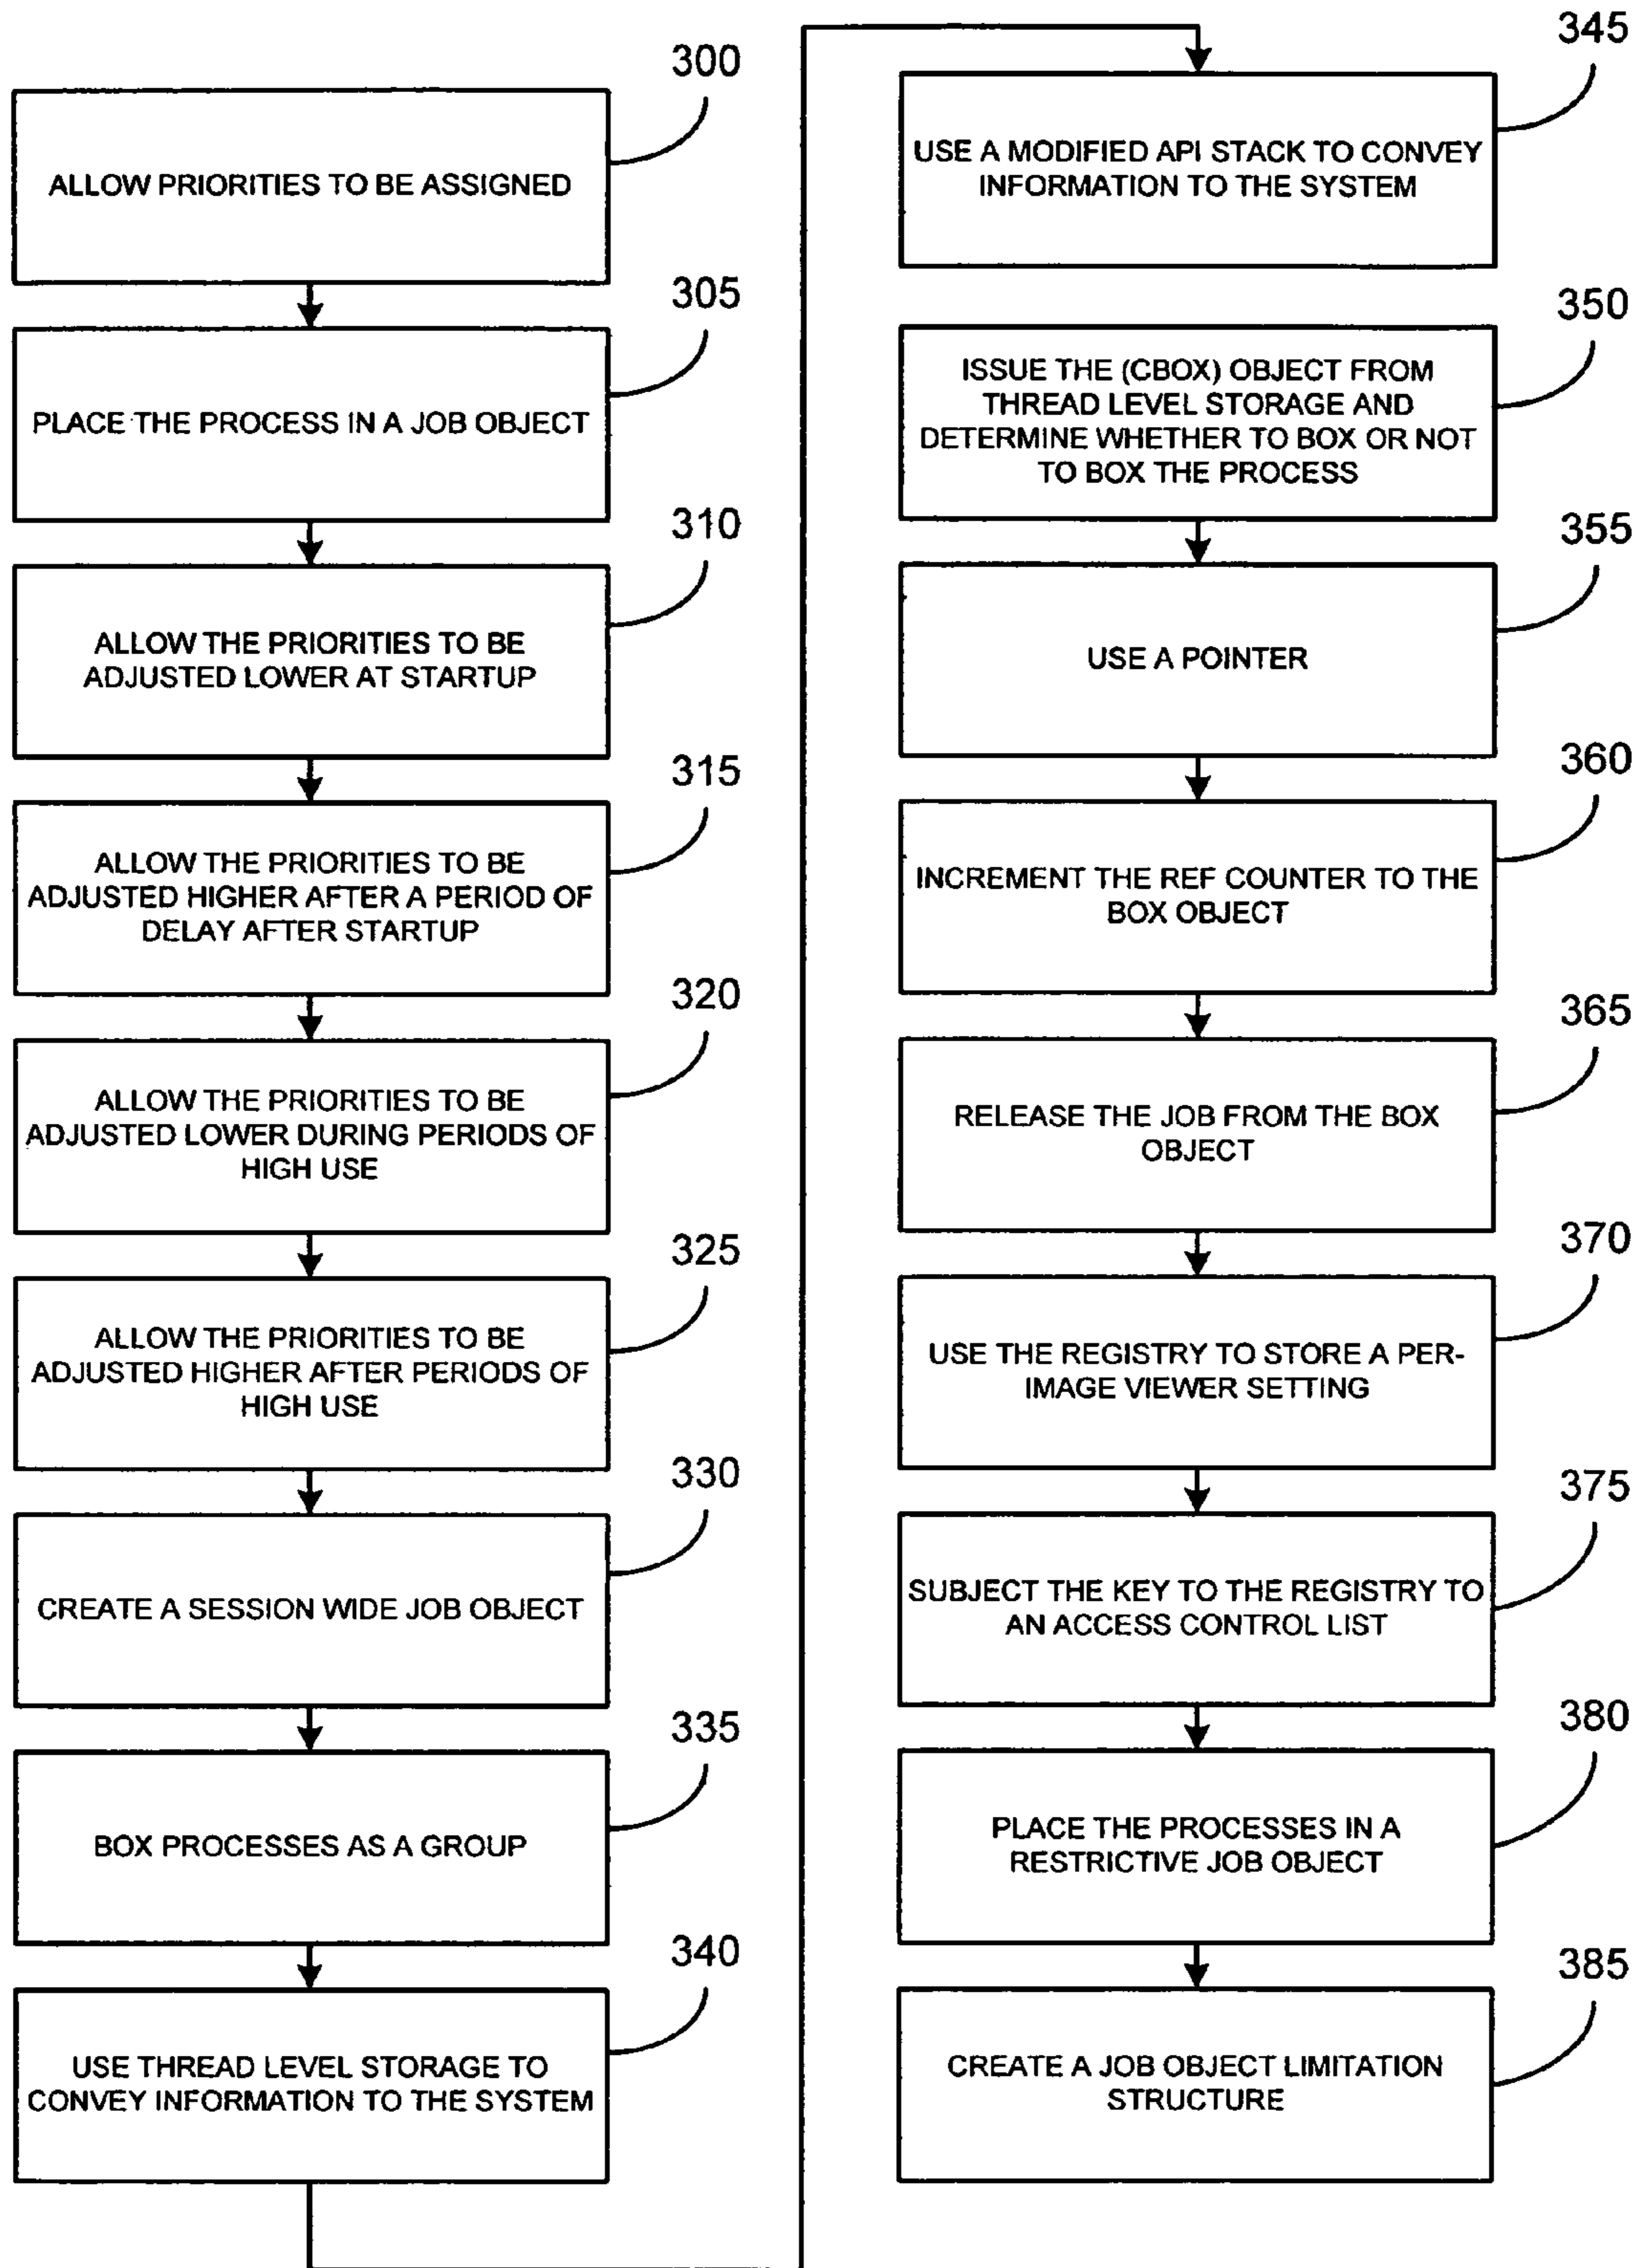 300
ALLOW PRIORITIES TO BE ASSIGNED
305
PLACE THE PROCESS IN A JOB OBJECT
310
ALLOW THE PRIORITIES TO BE
ADJUSTED LOWER AT STARTUP
315
ALLOW THE PRIORITIES TO BE
ADJUSTED HIGHER AFTER A PERIOD OF
DELAY AFTER STARTUP
320
ALLOW THE PRIORITIES TO BE
ADJUSTED LOWER DURING PERIODS OF
HIGH USE
325
ALLOW THE PRIORITIES TO BE
ADJUSTED HIGHER AFTER PERIODS OF
HIGH USE
330
CREATE A SESSION WIDE JOB OBJECT
335
BOX PROCESSES AS A GROUP
340
USE THREAD LEVEL STORAGE TO
CONVEY INFORMATION TO THE SYSTEM
345
USE A MODIFIED API STACK TO CONVEY
INFORMATION TO THE SYSTEM
350
ISSUE THE (CBOX) OBJECT FROM
THREAD LEVEL STORAGE AND
DETERMINE WHETHER TO BOX OR NOT
TO BOX THE PROCESS
355
USE A POINTER
360
INCREMENT THE REF COUNTER TO THE
BOX OBJECT
365
RELEASE THE JOB FROM THE BOX
OBJECT
370
USE THE REGISTRY TO STORE A PER-
IMAGE VIEWER SETTING
375
SUBJECT THE KEY TO THE REGISTRY TO
AN ACCESS CONTROL LIST
380
PLACE THE PROCESSES IN A
RESTRICTIVE JOB OBJECT
385
CREATE A JOB OBJECT LIMITATION
STRUCTURE